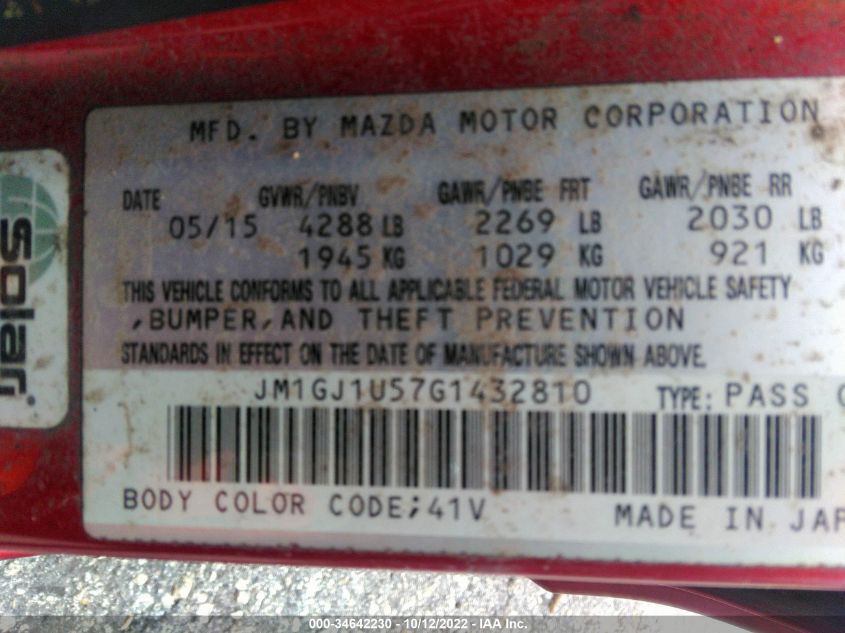 MFD. BY MAZDA MOTOR CORPORATION
DATE GVWR/PNBV GAWR/PNBE FRT GAWR/PNBE RR
05/15 4288 LB 2269 LB 2030 LB
1945 KG 1029 KG 921 KG
THIS VEHICLE CONFORMS TO ALL APPLICABLE FEDERAL MOTOR VEHICLE SAFETY
,BUMPER,AND THEFT PREVENTION
STANDARDS IN EFFECT ON THE DATE OF MANUFACTURE SHOWN ABOVE.
JM1GJ1U57G1432810 TYPE: PASS C
BODY COLOR CODE;41V
MADE IN JAP
solar®
000-34642230 - 10/12/2022 - IAA Inc.